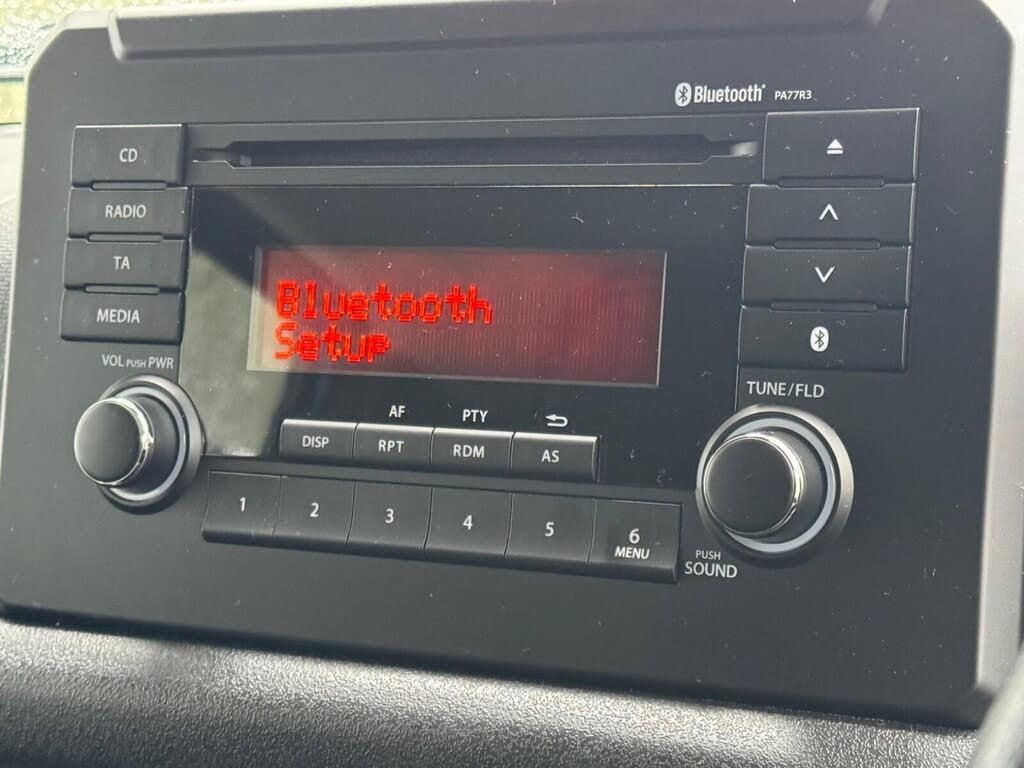 Bluetooth® PA77R3
CD
RADIO
TA
MEDIA
Bluetooth
Setup
VOL PUSH PWR
TUNE/FLD
AF PTY
DISP RPT RDM AS
1 2 3 4 5 6
MENU
PUSH
SOUND